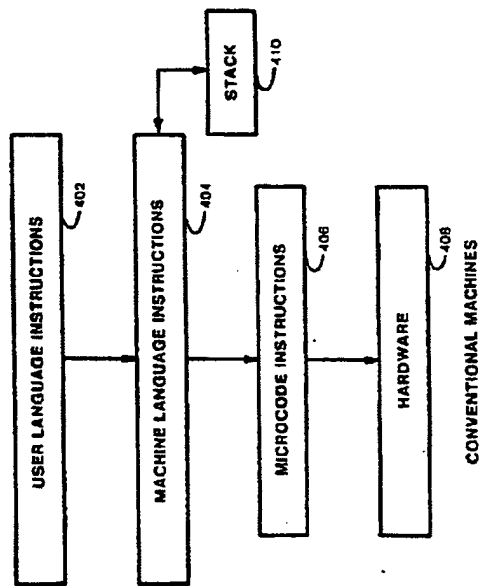 USER LANGUAGE INSTRUCTIONS
402
MACHINE LANGUAGE INSTRUCTIONS
404
STACK
410
MICROCODE INSTRUCTIONS
406
HARDWARE
408
CONVENTIONAL MACHINES